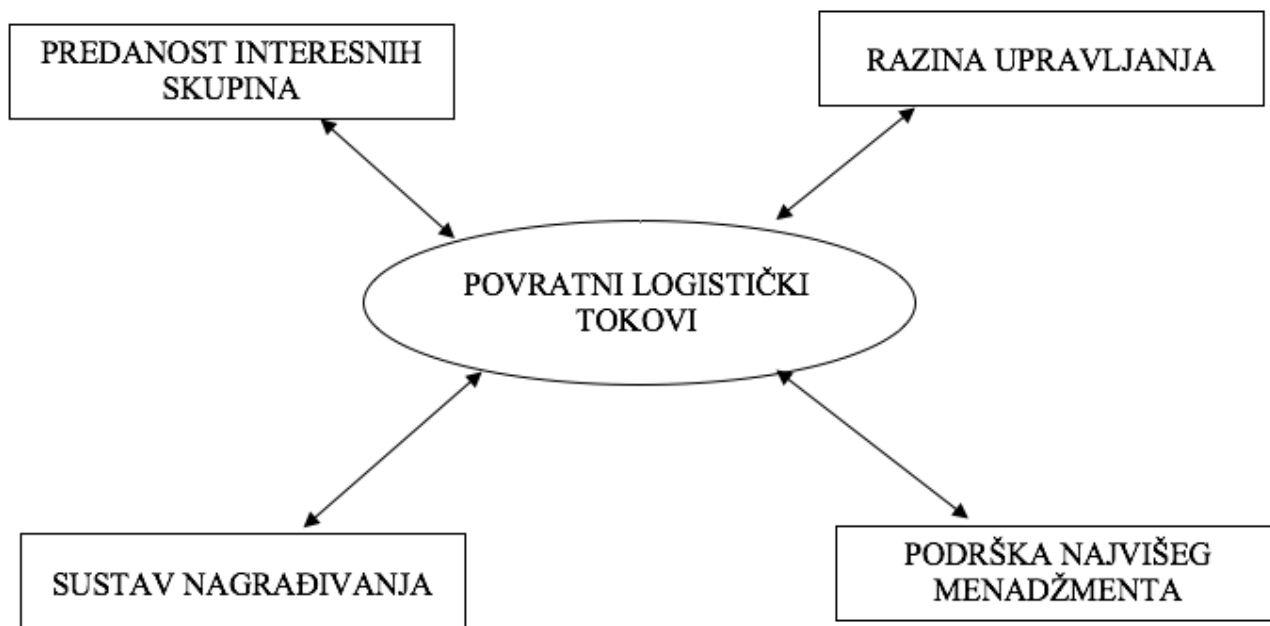 PREDANOST INTERESNIH
SKUPINA
RAZINA UPRAVLJANJA
POVRATNI LOGISTIČKI
TOKOVI
SUSTAV NAGRAĐIVANJA
PODRŠKA NAJVIŠEG
MENADŽMENTA